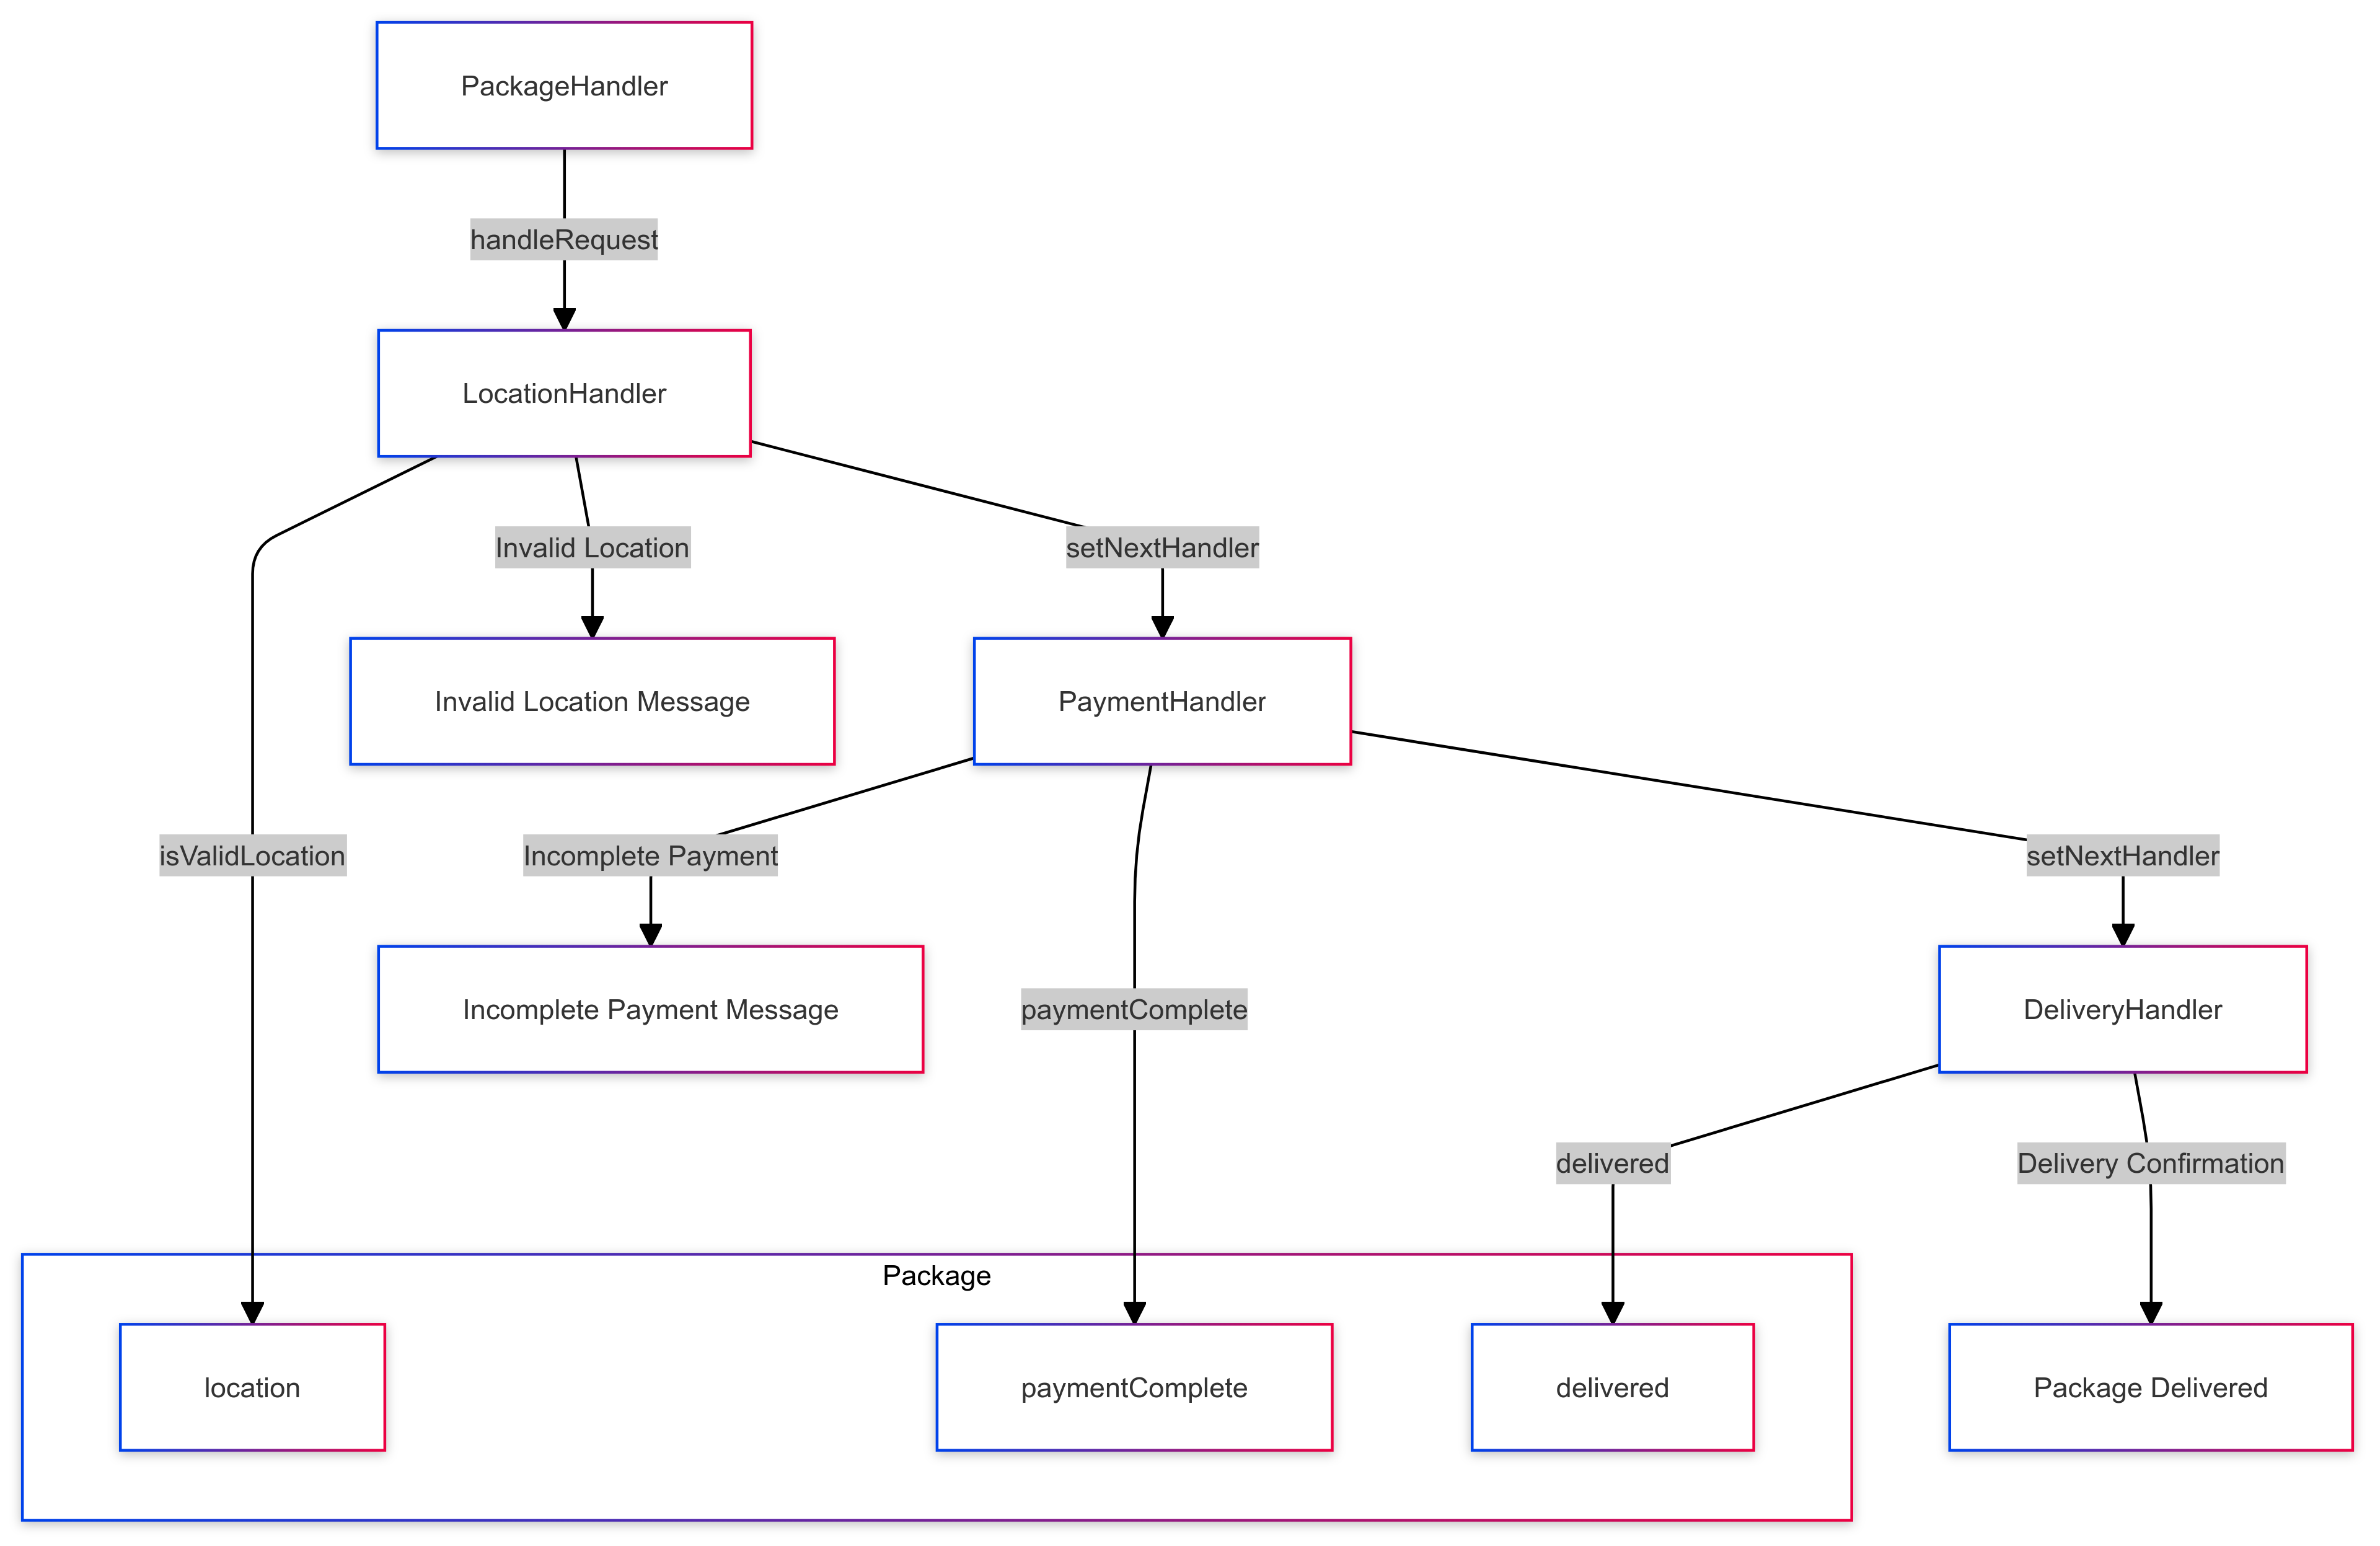 PackageHandler
handleRequest
LocationHandler
Invalid Location
setNextHandler
Invalid Location Message
PaymentHandler
isValidLocation
Incomplete Payment
setNextHandler
Incomplete Payment Message
paymentComplete
DeliveryHandler
delivered
Delivery Confirmation
Package
location
paymentComplete
delivered
Package Delivered